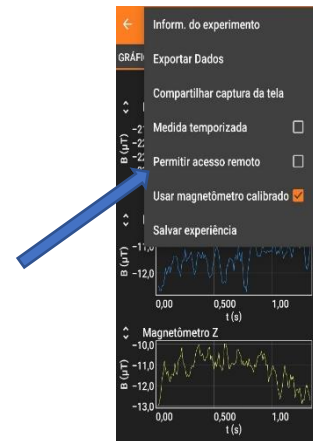 Inform. do experimento
GRÁFI
Exportar Dados
Compartilhar captura da tela
Medida temporizada
Permitir acesso remoto
Usar magnetômetro calibrado
Salvar experiência
B (µT)
B (µT)
-11,0
-12,0
0,00 0,500 1,00
t (s)
Magnetômetro Z
B (µT)
-10,0
-11,0
-12,0
-13,0
0,00 0,500 1,00
t (s)